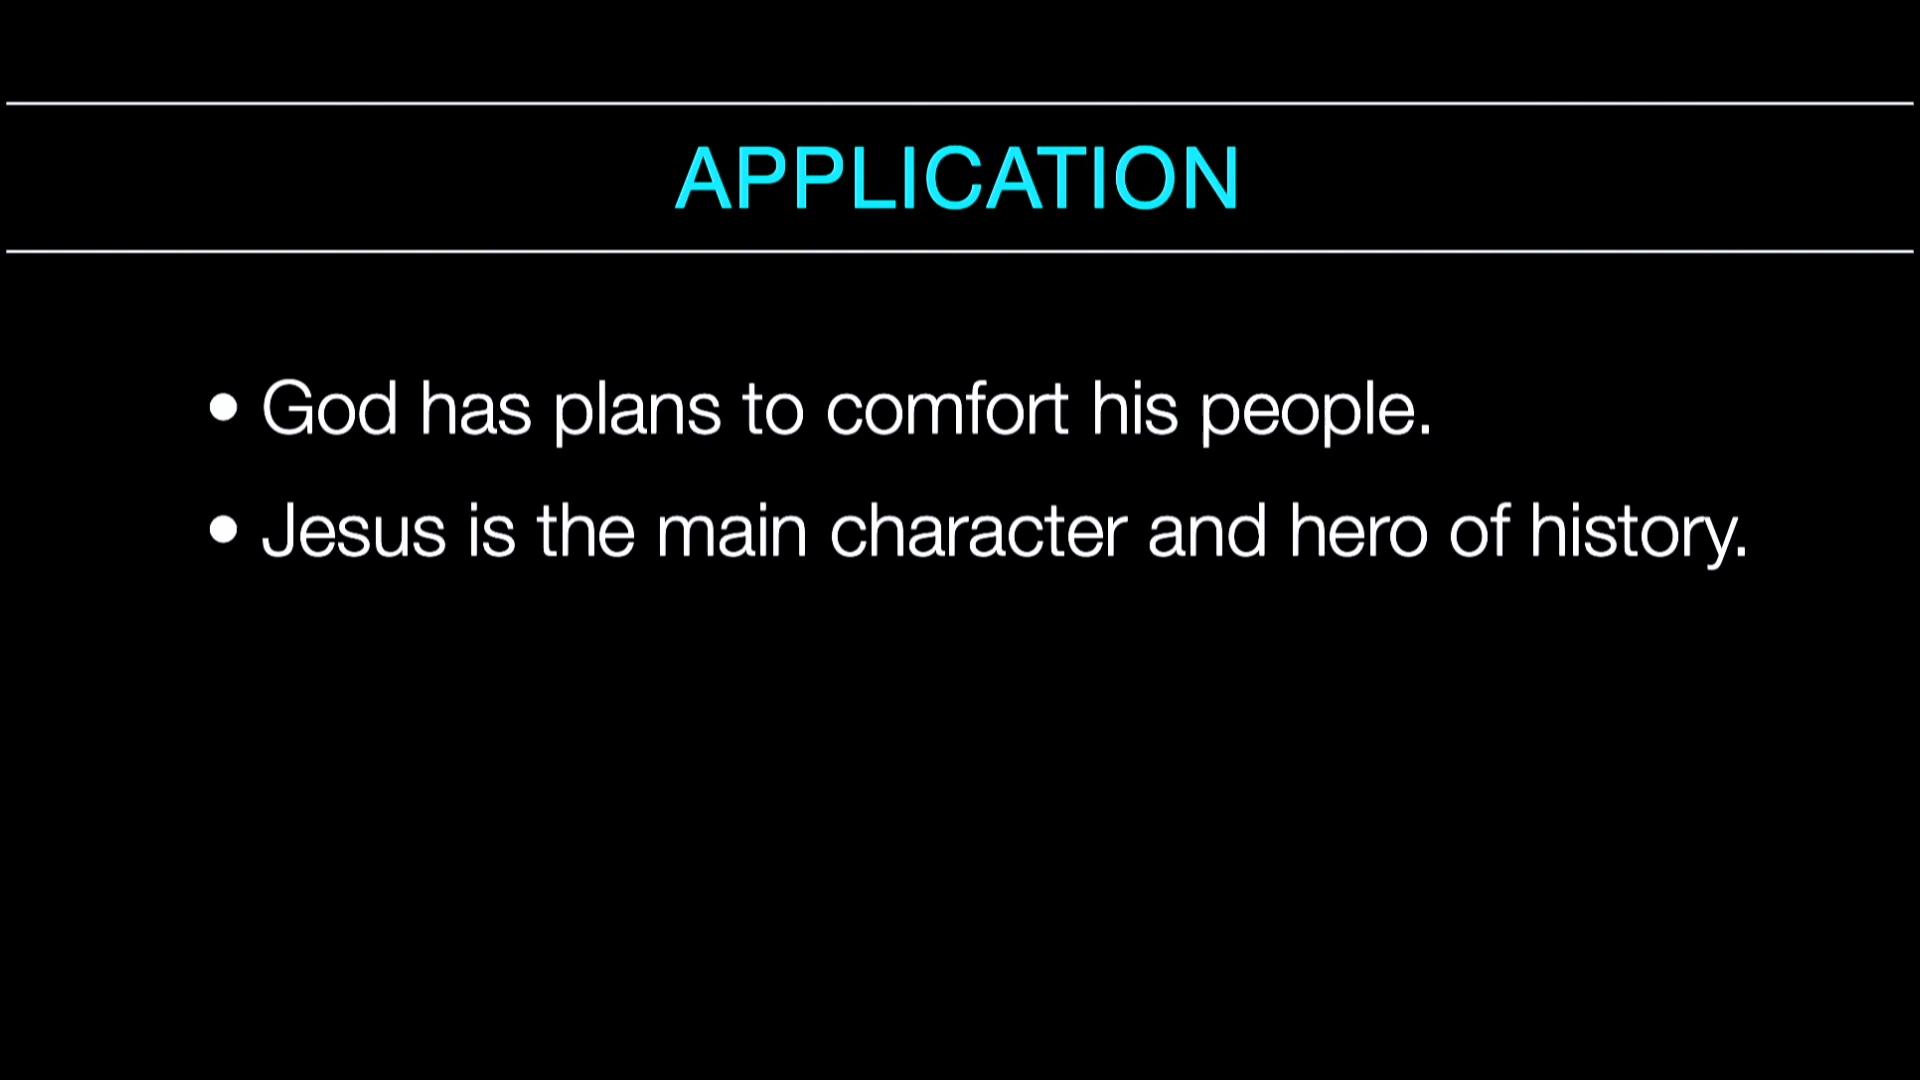 APPLICATION
• God has plans to comfort his people.
• Jesus is the main character and hero of history.